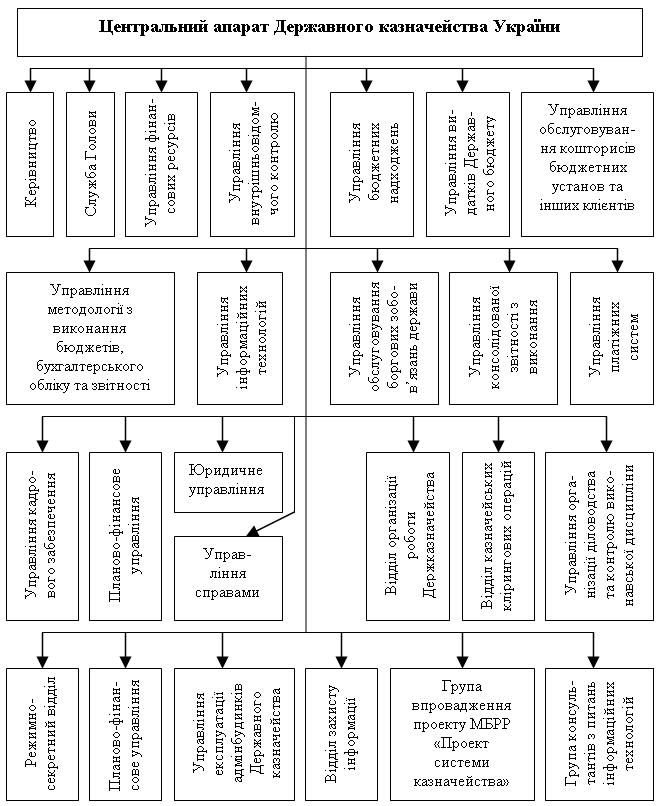 Центральний апарат Державного казначейства України
Керівництво
Служба Голови
Управління фінан-
сових ресурсів
Управління
внутрішньовідом-
чого контролю
Управління
бюджетних
надходжень
Управління ви-
датків Держав-
ного бюджету
Управління
обслуговуван-
ня кошторисів
бюджетних
установ та
інших клієнтів
Управління
методології з
виконання
бюджетів,
бухгалтерського
обліку та звітності
Управління
інформаційних
технологій
Управління
обслуговування
боргових зобо-
в’язань держави
Управління
консолідованої
звітності з
виконання
Управління
платіжних
систем
Управління кадро-
вого забезпечення
Планово-фінансове
управління
Юридичне
управління
Управ-
ління
справами
Відділ організації
роботи
Держказначейства
Відділ казначейських
клірингових операцій
Управління орга-
нізації діловодства
та контролю вико-
навської дисципліни
Режимно-
секретний відділ
Планово-фінан-
сове управління
Управління
експлуатації
адмінбудинків
Державного
казначейства
Відділ захисту
інформації
Група
впровадження
проекту МБРР
«Проект
системи
казначейства»
Група консуль-
тантів з питань
інформаційних
технологій